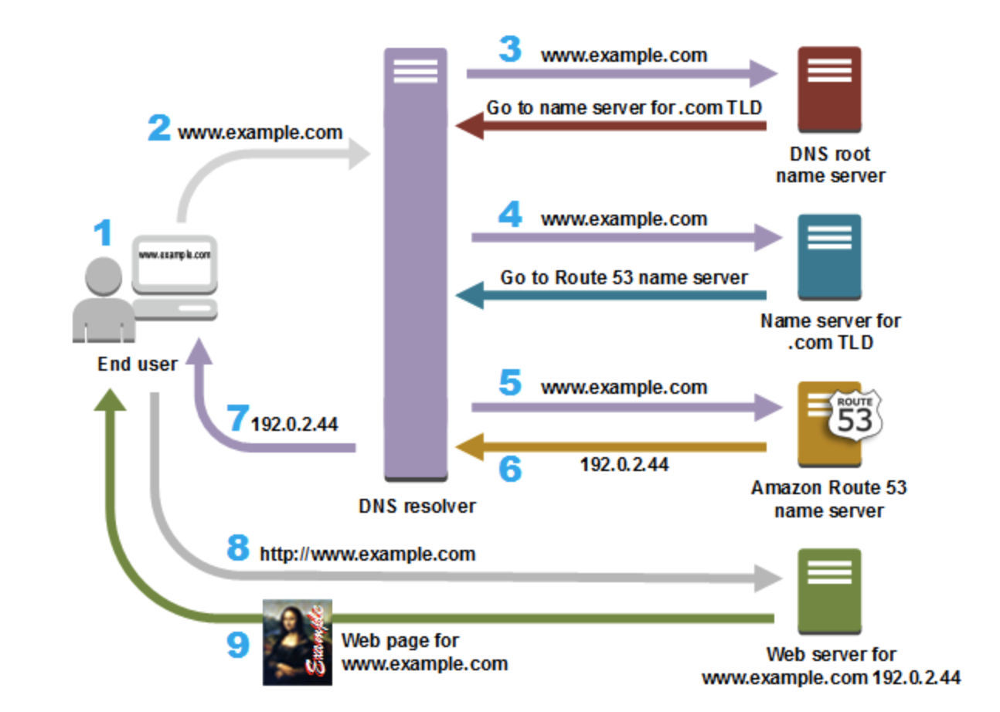 3 www.example.com
Go to name server for .com TLD
DNS root
name server
2 www.example.com
4 www.example.com
Go to Route 53 name server
Name server for
.com TLD
1
www.example.com
End user
5 www.example.com
ROUTE
53
6 192.0.2.44
Amazon Route 53
name server
7 192.0.2.44
DNS resolver
8 http://www.example.com
9
Example
Web page for
www.example.com
Web server for
www.example.com 192.0.2.44